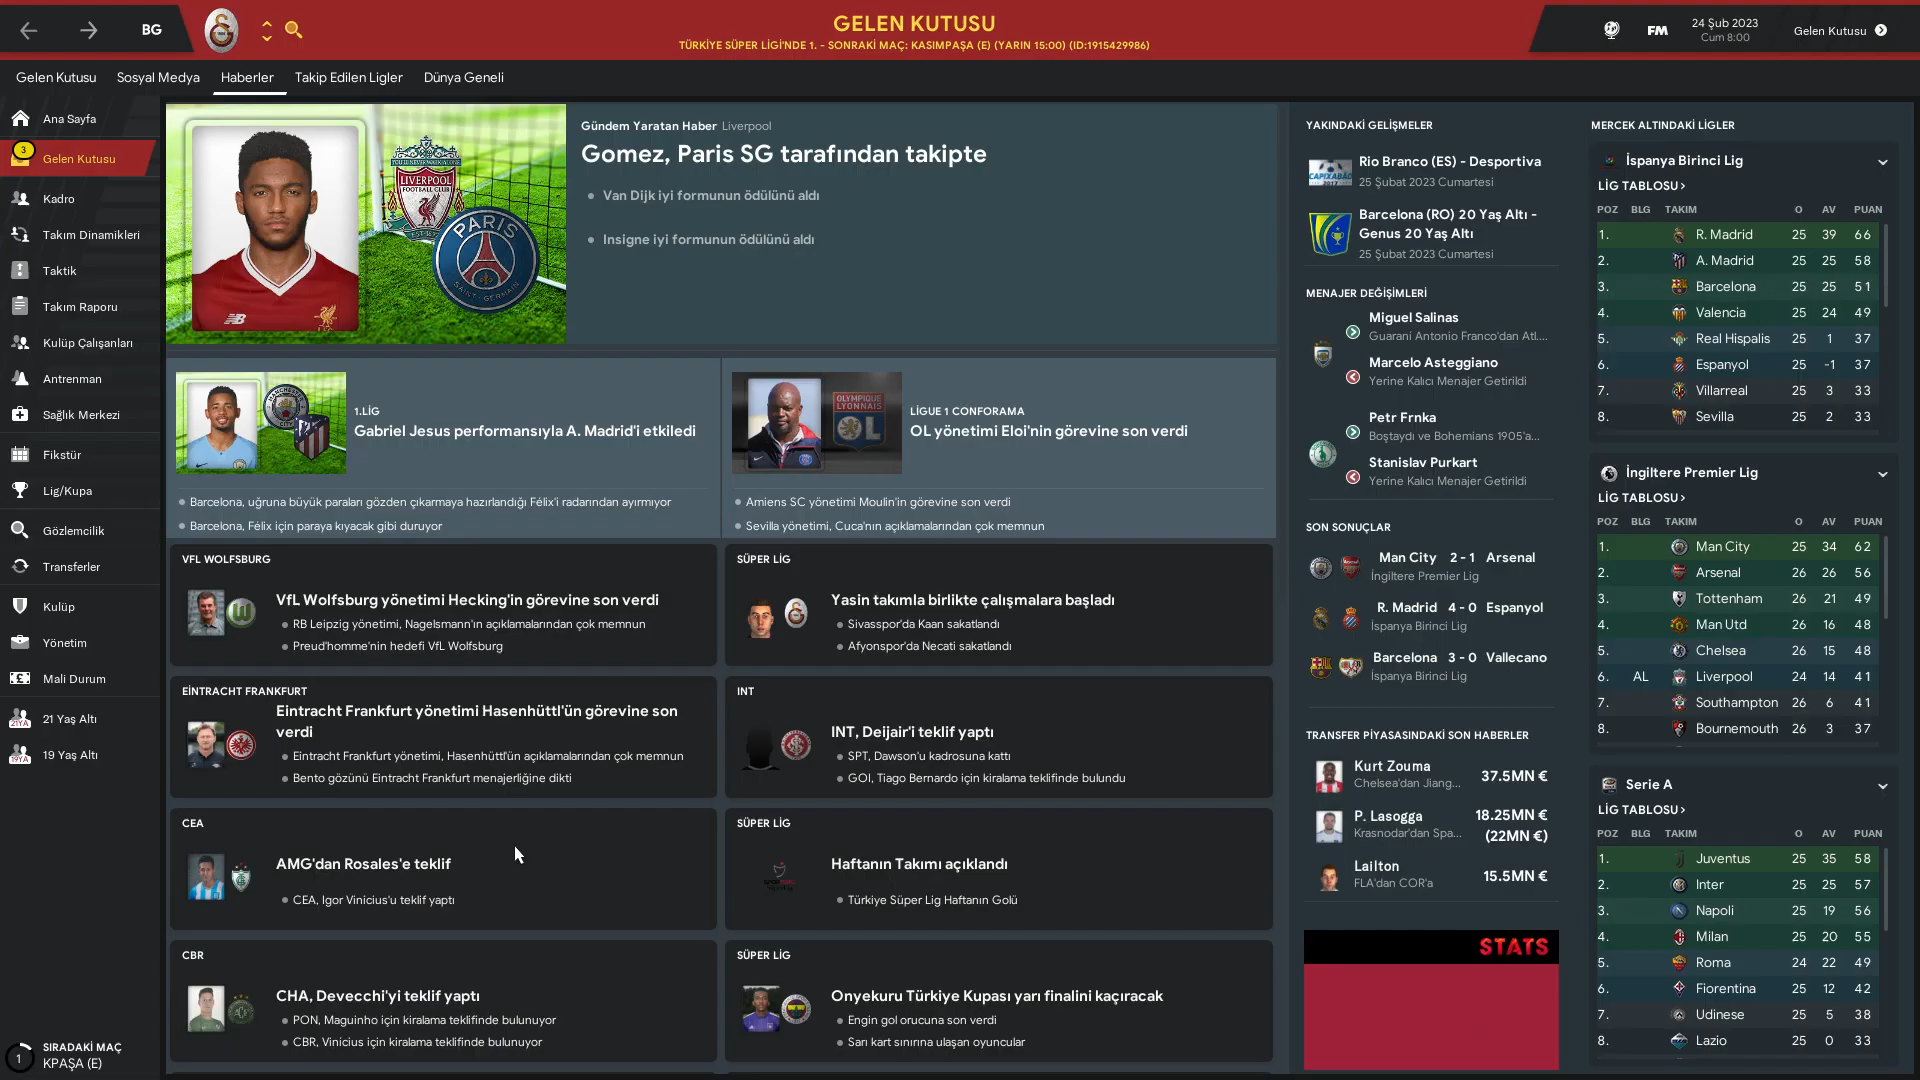 BG
GELEN KUTUSU
TÜRKİYE SÜPER LİGİ'NDE 1. - SONRAKİ MAÇ: KASIMPAŞA (E) (YARIN 15:00) (ID:1915429986)
FM
24 Şub 2023
Cum 8:00
Gelen Kutusu
Gelen Kutusu Sosyal Medya Haberler Takip Edilen Ligler Dünya Geneli
Ana Sayfa
3
Gelen Kutusu
Kadro
Takım Dinamikleri
Taktik
Takım Raporu
Kulüp Çalışanları
Antrenman
Sağlık Merkezi
Fikstür
Lig/Kupa
Gözlemcilik
Transferler
Kulüp
Yönetim
Mali Durum
21YA
21 Yaş Altı
19YA
19 Yaş Altı
1
SIRADAKİ MAÇ
KPAŞA (E)
LIVERPOOL
FOOTBALL CLUB
PARIS
SAINT-GERMAIN
Gündem Yaratan Haber Liverpool
Gomez, Paris SG tarafından takipte
Van Dijk iyi formunun ödülünü aldı
Insigne iyi formunun ödülünü aldı
1.LİG
Gabriel Jesus performansıyla A. Madrid'i etkiledi
Barcelona, uğruna büyük paraları gözden çıkarmaya hazırlandığı Félix'i radarından ayırmıyor
Barcelona, Félix için paraya kıyacak gibi duruyor
OLYMPIQUE
LYONNAIS
OL
LİGUE 1 CONFORAMA
OL yönetimi Eloi'nin görevine son verdi
Amiens SC yönetimi Moulin'in görevine son verdi
Sevilla yönetimi, Cuca'nın açıklamalarından çok memnun
VFL WOLFSBURG
VfL Wolfsburg yönetimi Hecking'in görevine son verdi
RB Leipzig yönetimi, Nagelsmann'ın açıklamalarından çok memnun
Preud'homme'nin hedefi VfL Wolfsburg
SÜPER LİG
Yasin takımla birlikte çalışmalara başladı
Sivasspor'da Kaan sakatlandı
Afyonspor'da Necati sakatlandı
EİNTRACHT FRANKFURT
Eintracht Frankfurt yönetimi Hasenhüttl'ün görevine son
verdi
Eintracht Frankfurt yönetimi, Hasenhüttl'ün açıklamalarından çok memnun
Bento gözünü Eintracht Frankfurt menajerliğine dikti
INT
INT, Deijair'i teklif yaptı
SPT, Dawson'u kadrosuna kattı
GOI, Tiago Bernardo için kiralama teklifinde bulundu
CEA
AMG'dan Rosales'e teklif
CEA, Igor Vinícius'u teklif yaptı
SÜPER LİG
Haftanın Takımı açıklandı
Türkiye Süper Lig Haftanın Golü
CBR
CHA, Devecchi'yi teklif yaptı
PON, Maguinho için kiralama teklifinde bulunuyor
CBR, Vinícius için kiralama teklifinde bulunuyor
SÜPER LİG
Onyekuru Türkiye Kupası yarı finalini kaçıracak
Engin gol orucuna son verdi
Sarı kart sınırına ulaşan oyuncular
YAKINDAKİ GELİŞMELER
CAPIXABÃO
2017
Rio Branco (ES) - Desportiva
25 Şubat 2023 Cumartesi
Barcelona (RO) 20 Yaş Altı -
Genus 20 Yaş Altı
25 Şubat 2023 Cumartesi
MENAJER DEĞİŞİMLERİ
Miguel Salinas
Guaraní Antonio Franco'dan Atl....
Marcelo Asteggiano
Yerine Kalıcı Menajer Getirildi
Petr Frnka
Boştaydı ve Bohemians 1905'a...
Stanislav Purkart
Yerine Kalıcı Menajer Getirildi
SON SONUÇLAR
Man City 2 - 1 Arsenal
İngiltere Premier Lig
R. Madrid 4 - 0 Espanyol
İspanya Birinci Lig
Barcelona 3 - 0 Vallecano
İspanya Birinci Lig
TRANSFER PİYASASINDAKİ SON HABERLER
Kurt Zouma
Chelsea'dan Jiang...
37.5MN €
P. Lasogga
Krasnodar'dan Spa...
18.25MN €
(22MN €)
Lailton
FLA'dan COR'a
15.5MN €
STATS
MERCEK ALTINDAKİ LİGLER
İspanya Birinci Lig
LİG TABLOSU>
POZ BLG TAKIM O AV PUAN
1. R. Madrid 25 39 66
2. A. Madrid 25 25 58
3. Barcelona 25 25 51
4. Valencia 25 24 49
5. Real Hispalis 25 1 37
6. Espanyol 25 -1 37
7. Villarreal 25 3 33
8. Sevilla 25 2 33
İngiltere Premier Lig
LİG TABLOSU>
POZ BLG TAKIM O AV PUAN
1. Man City 25 34 62
2. Arsenal 26 26 56
3. Tottenham 26 21 49
4. Man Utd 26 16 48
5. Chelsea 26 15 48
6. AL Liverpool 24 14 41
7. Southampton 26 6 41
8. Bournemouth 26 3 37
Serie A
LİG TABLOSU>
POZ BLG TAKIM O AV PUAN
1. Juventus 25 35 58
2. Inter 25 25 57
3. Napoli 25 19 56
4. Milan 25 20 55
5. Roma 24 22 49
6. Fiorentina 25 12 42
7. Udinese 25 5 38
8. Lazio 25 0 33